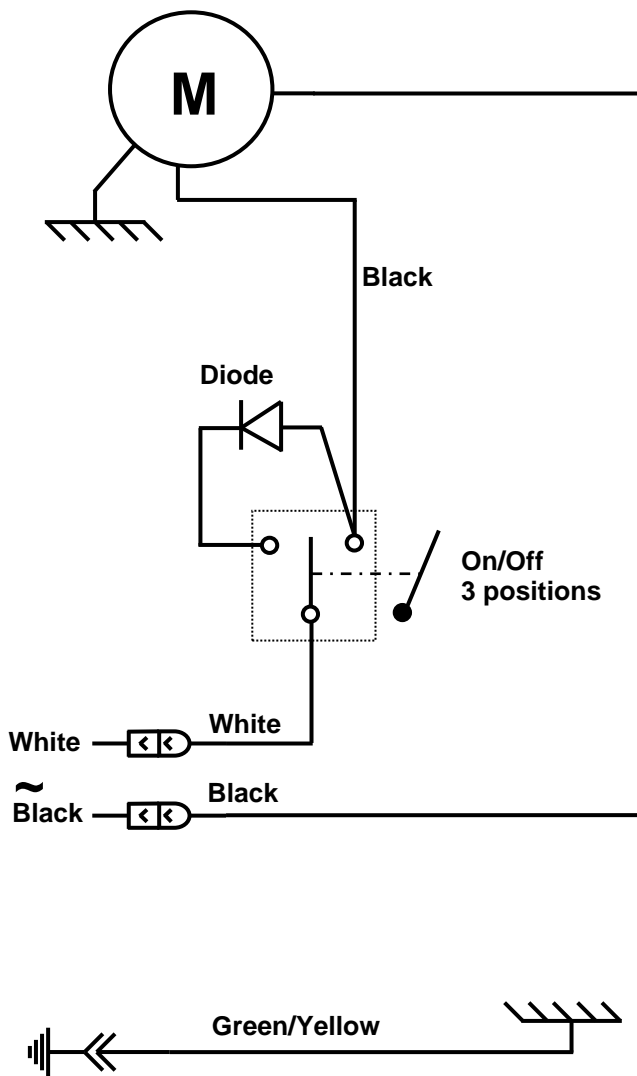 M
Black
Diode
On/Off
3 positions
White
White
~
Black
Black
Green/Yellow